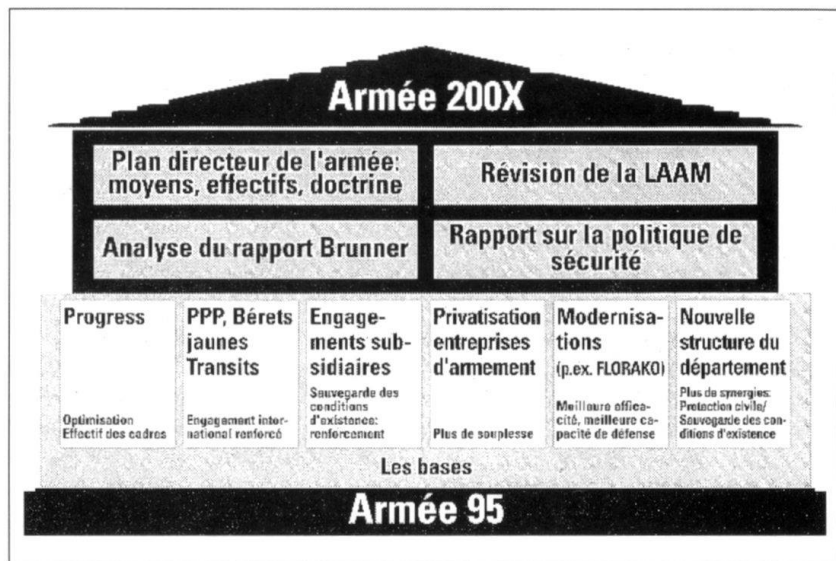 Armée 200X
Plan directeur de l'armée:
moyens, effectifs, doctrine
Révision de la LAAM
Analyse du rapport Brunner
Rapport sur la politique de
sécurité
Progress
Optimisation
Effectif des cadres
PPP, Bérets
jaunes
Transits
Engagement inter-
national renforcé
Engage-
ments sub-
sidiaires
Sauvegarde des
conditions
d'existence:
renforcement
Privatisation
entreprises
d'armement
Plus de souplesse
Modernisa-
tions
(p.ex. FLORAKO)
Meilleure effica-
cité, meilleure ca-
pacité de défense
Nouvelle
structure du
département
Plus de synergies:
Protection civile/
Sauvegarde des con-
ditions d'existence
Les bases
Armée 95